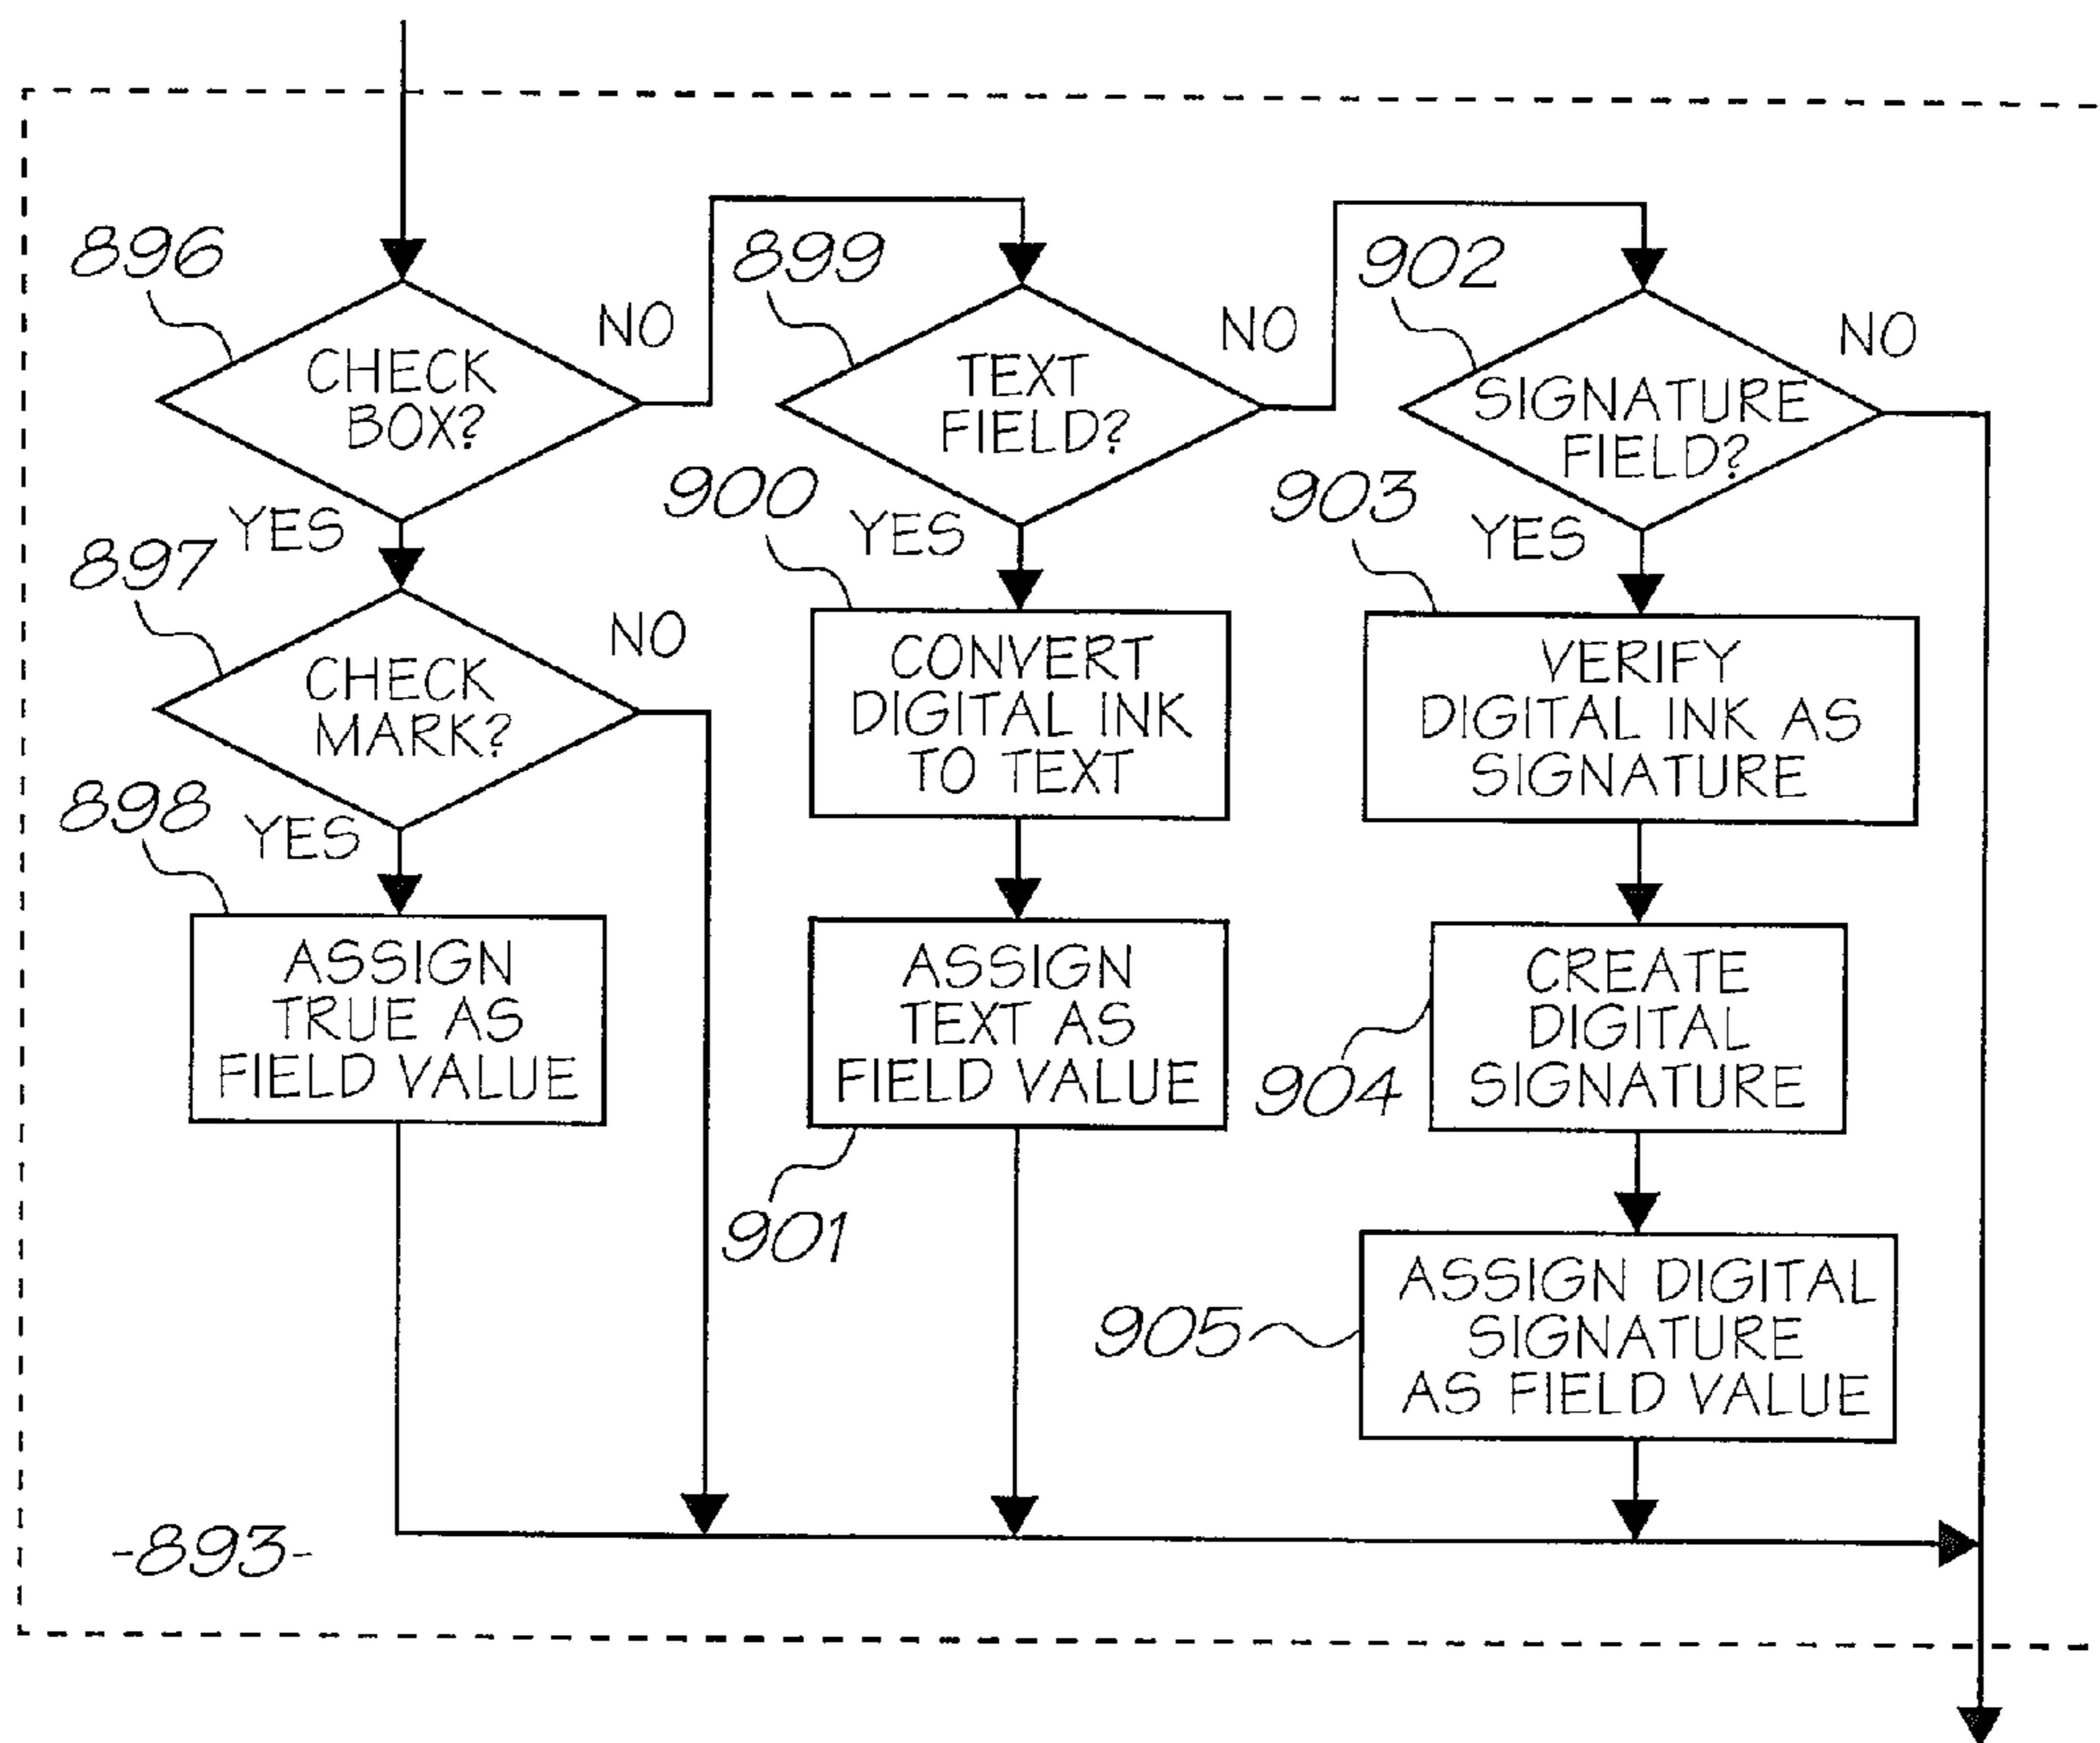 896
CHECK
BOX?
NO
YES
899
TEXT
FIELD?
NO
YES
902
SIGNATURE
FIELD?
NO
YES
897
CHECK
MARK?
NO
YES
900
CONVERT
DIGITAL INK
TO TEXT
903
VERIFY
DIGITAL INK AS
SIGNATURE
898
ASSIGN
TRUE AS
FIELD VALUE
ASSIGN
TEXT AS
FIELD VALUE
901
CREATE
DIGITAL
SIGNATURE
904
ASSIGN DIGITAL
SIGNATURE
AS FIELD VALUE
905
-893-